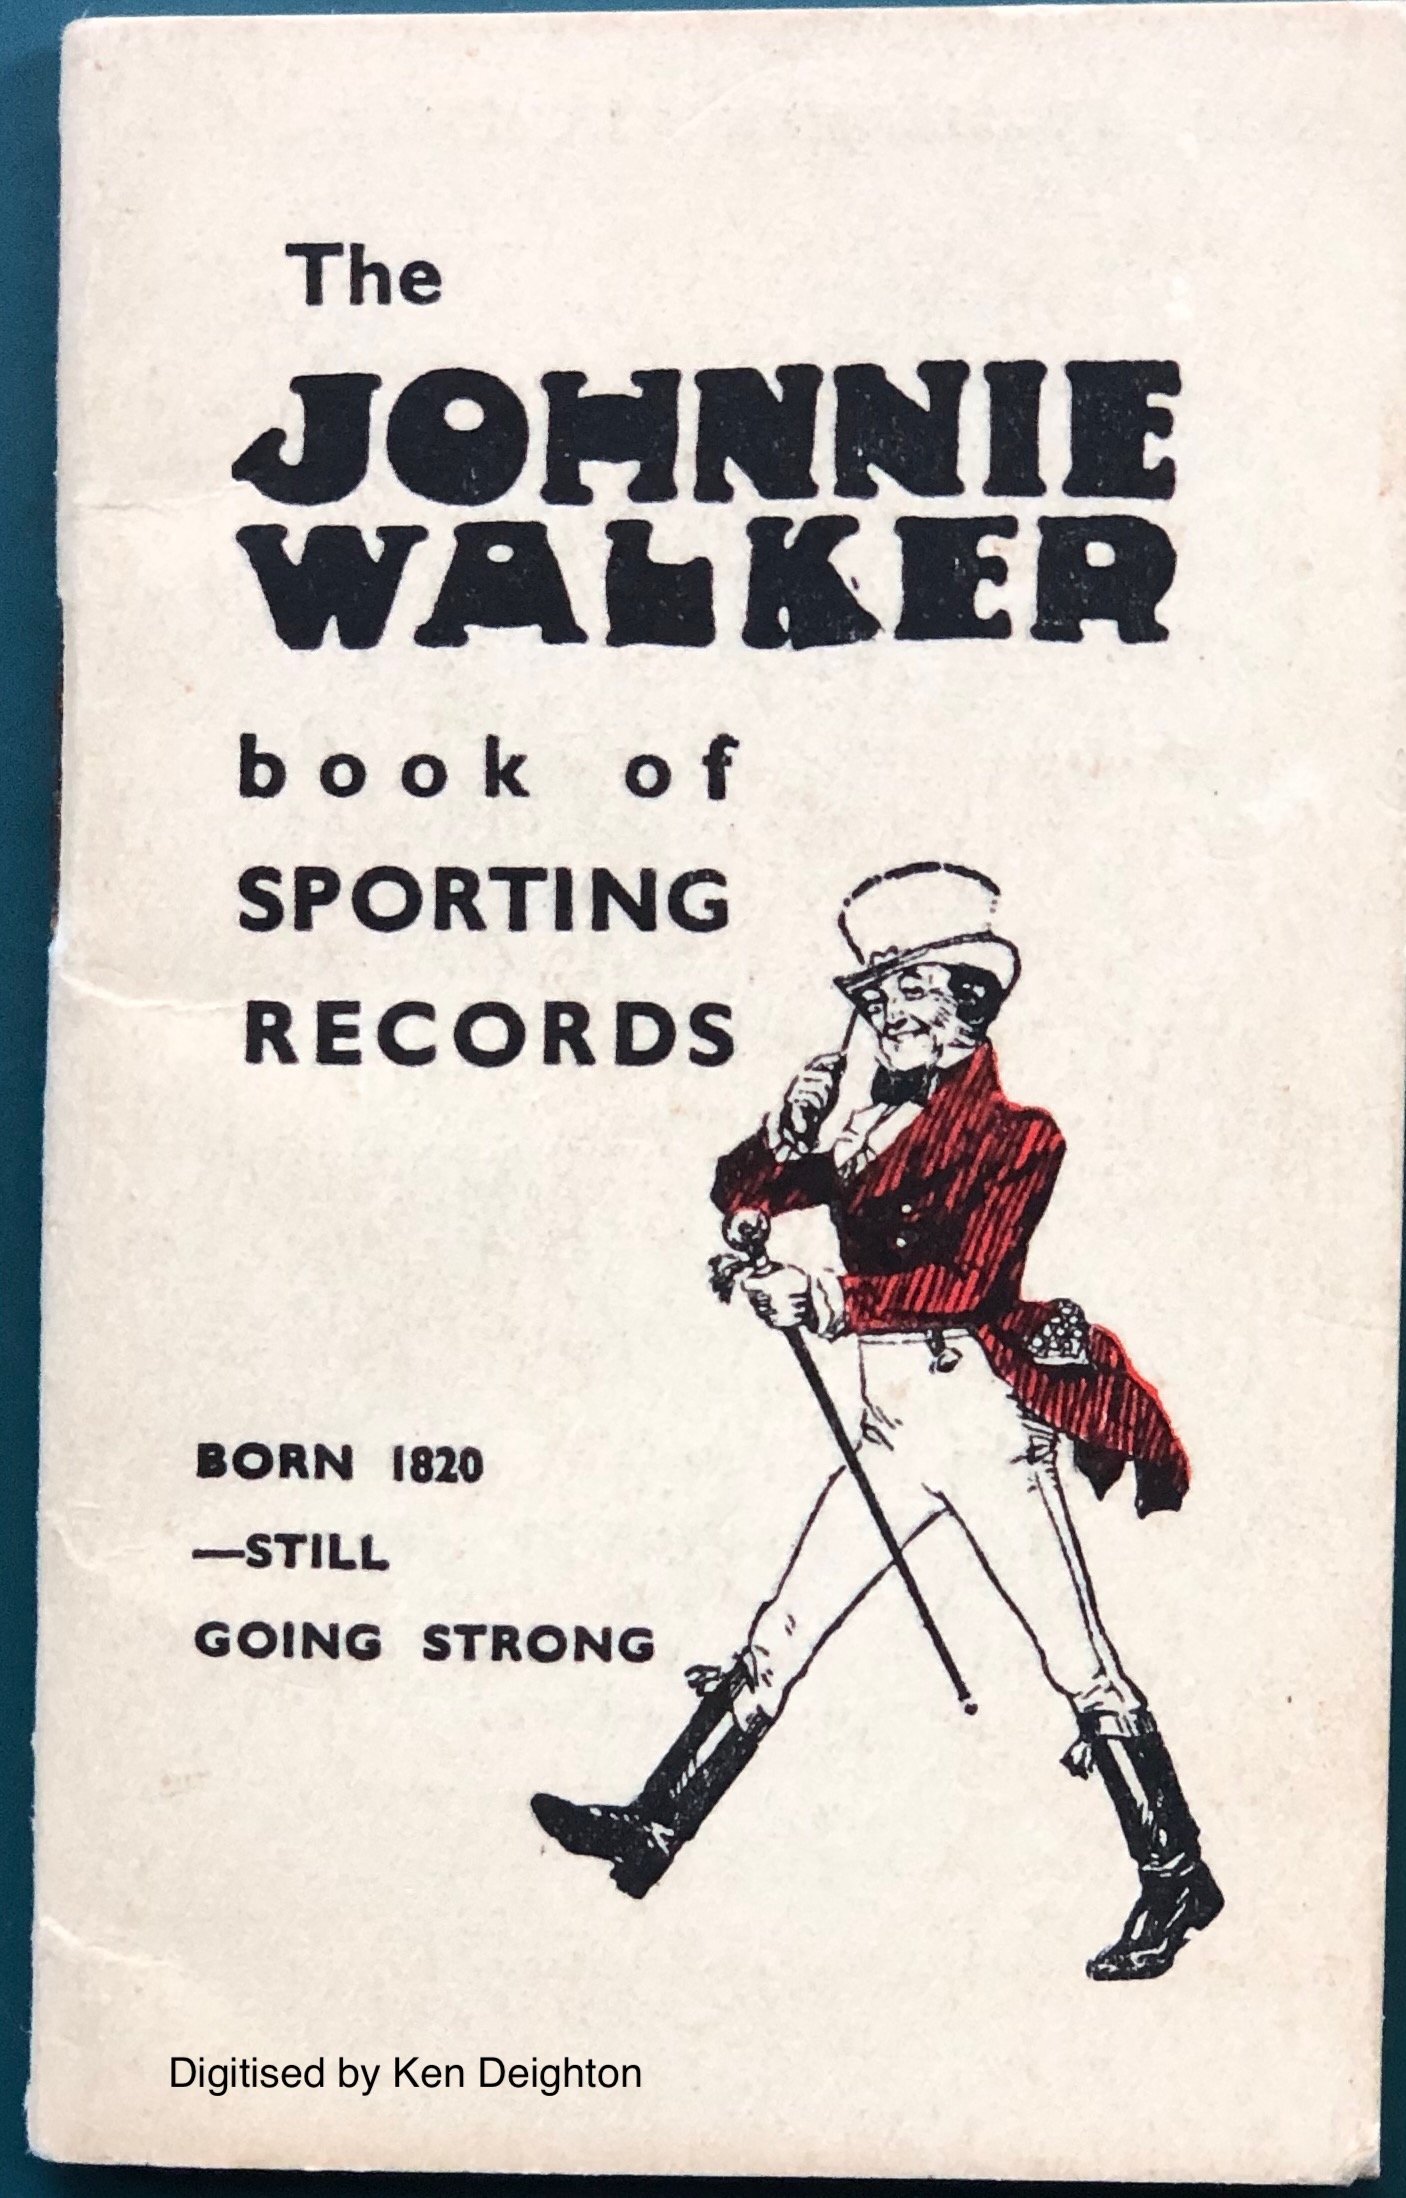 The
JOHNNIE
WALKER
book of
SPORTING
RECORDS
BORN 1820
—STILL
GOING STRONG
Digitised by Ken Deighton